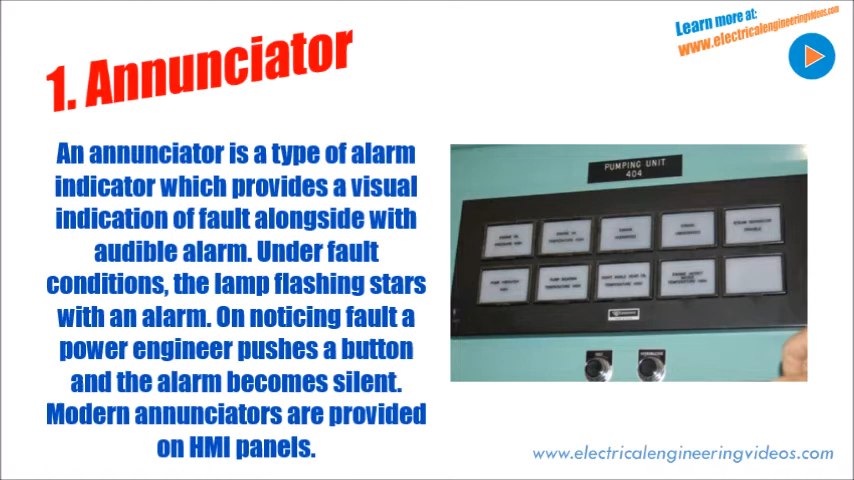 Learn more at:
www.electricalengineeringvideos.com
1. Annunciator
An annunciator is a type of alarm
indicator which provides a visual
indication of fault alongside with
audible alarm. Under fault
conditions, the lamp flashing stars
with an alarm. On noticing fault a
power engineer pushes a button
and the alarm becomes silent.
Modern annunciators are provided
on HMI panels.
PUMPING UNIT
404
www.electricalengineeringvideos.com